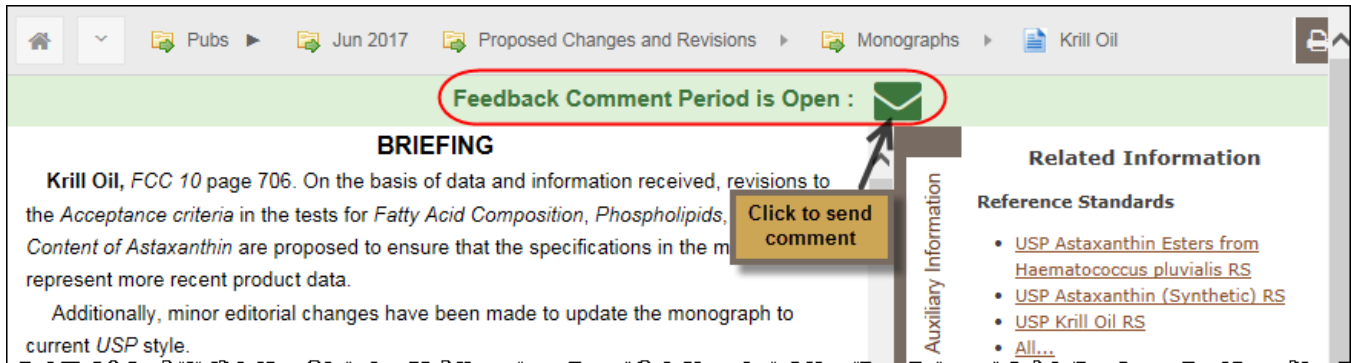 Pubs Jun 2017 Proposed Changes and Revisions Monographs Krill Oil
Feedback Comment Period is Open :
BRIEFING
Krill Oil, FCC 10 page 706. On the basis of data and information received, revisions to
the Acceptance criteria in the tests for Fatty Acid Composition, Phospholipids,
Content of Astaxanthin are proposed to ensure that the specifications in the m
represent more recent product data.
Additionally, minor editorial changes have been made to update the monograph to
current USP style.
Click to send
comment
Auxiliary Information
Related Information
Reference Standards
• USP Astaxanthin Esters from
Haematococcus pluvialis RS
• USP Astaxanthin (Synthetic) RS
• USP Krill Oil RS
• All...